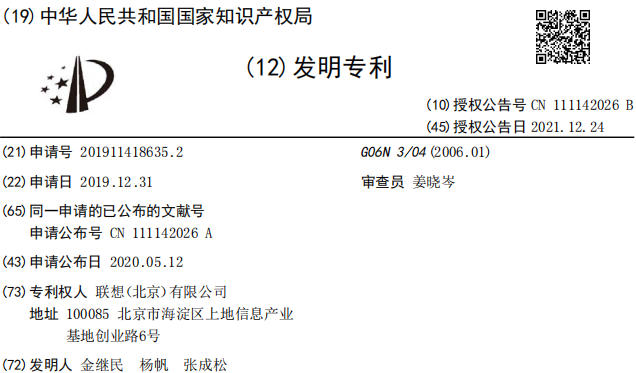 (19)中华人民共和国国家知识产权局
(12)发明专利
(10)授权公告号 CN 111142026 B
(45)授权公告日 2021.12.24
(21)申请号 201911418635.2
(22)申请日 2019.12.31
(65)同一申请的已公布的文献号
申请公布号 CN 111142026 A
(43)申请公布日 2020.05.12
(73)专利权人 联想(北京)有限公司
地址 100085 北京市海淀区上地信息产业
基地创业路6号
(72)发明人 金继民 杨帆 张成松
G06N 3/04(2006.01)
审查员 姜晓岑